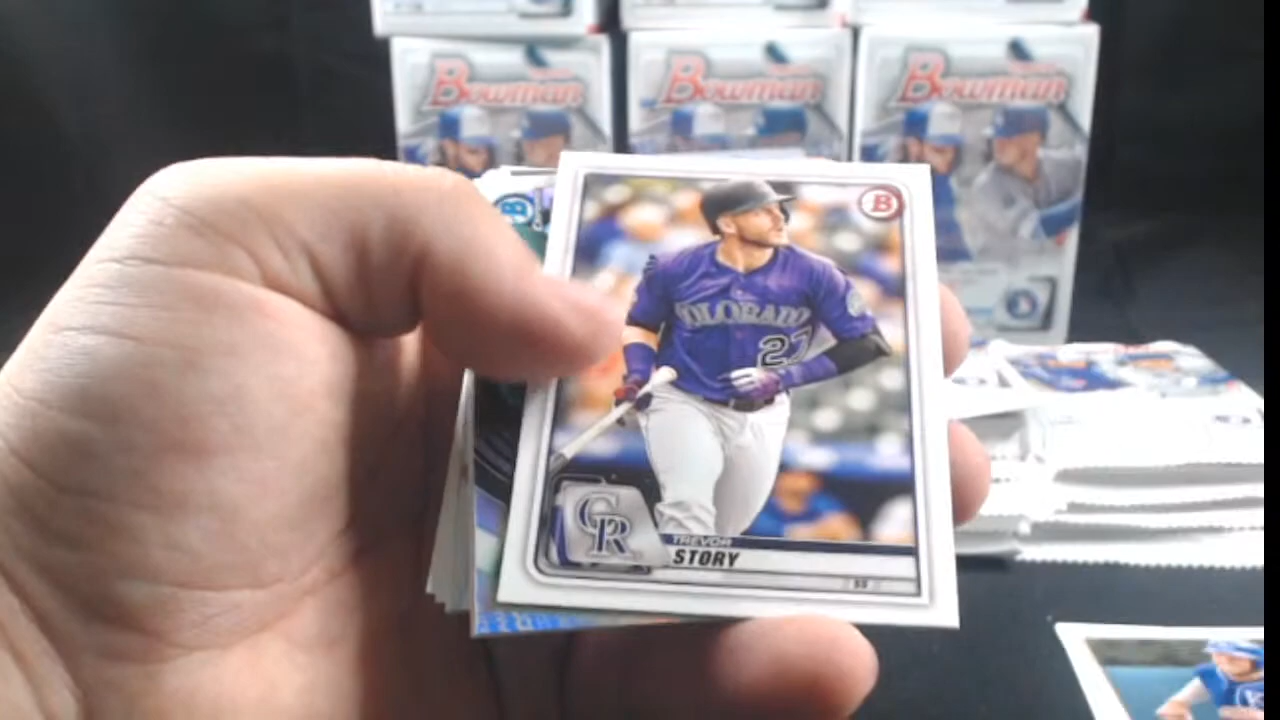 Bowman
Bowman
Bowman
B
B
COLORADO
27
CR
TREVOR
STORY
SS